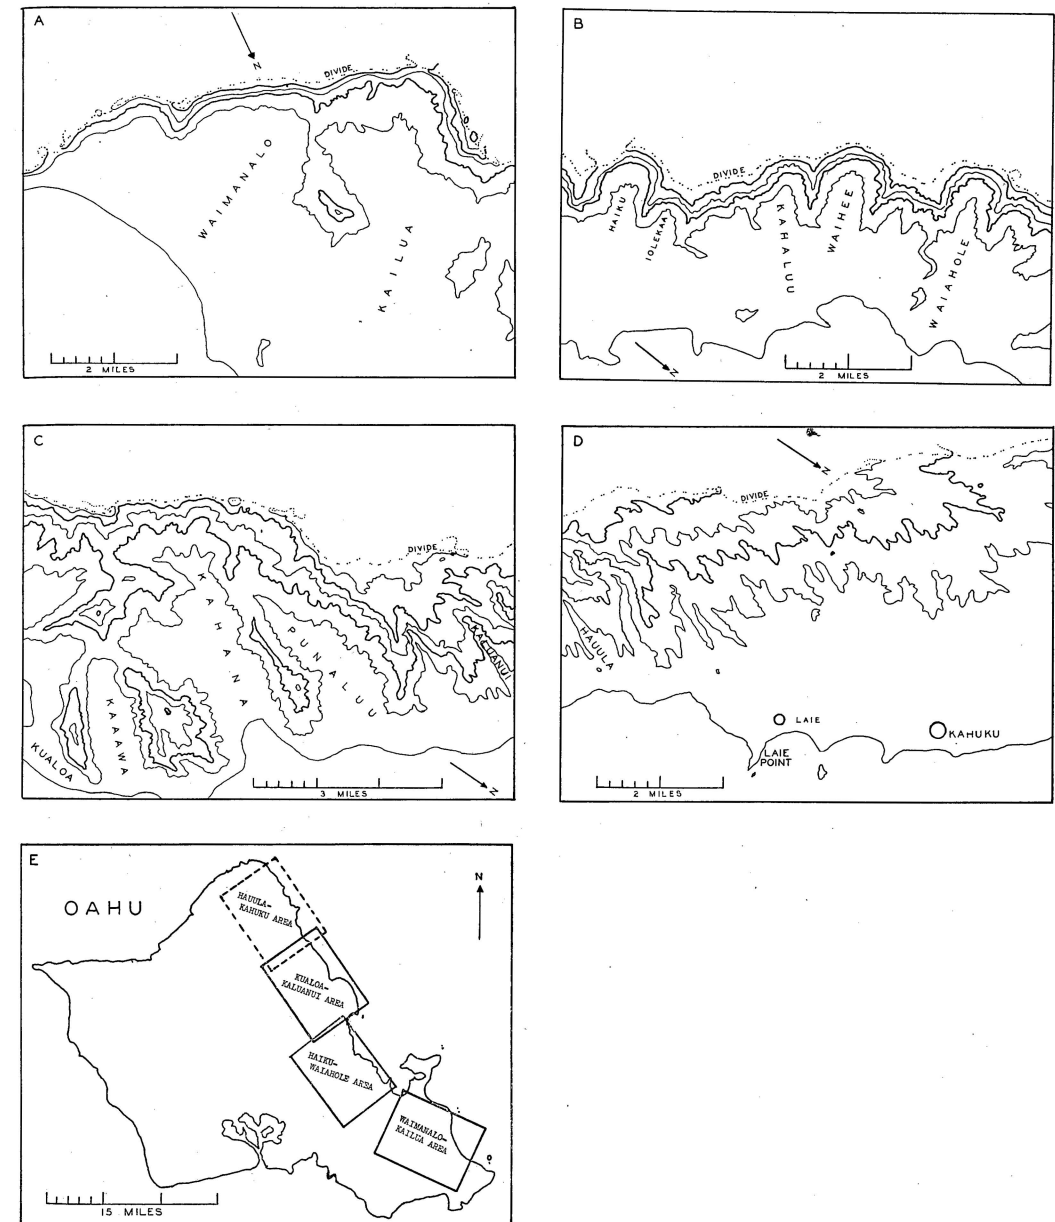 A
N
DIVIDE
WAIMANALO
KAILUA
2 MILES
B
DIVIDE
HAIKU
IOLEKAA
KAHALUU
WAIHEE
WAIAHOLE
N
2 MILES
C
DIVIDE
KAHANA
PUNALUU
KALUANUI
KAAAWA
KUALOA
3 MILES
N
D
N
DIVIDE
HAUULA
LAIE
KAHUKU
LAIE
POINT
2 MILES
E
OAHU
N
HAUULA-
KAHUKU AREA
KUALOA-
KALUANUI AREA
HAIKU-
WAIAHOLE AREA
WAIMANALO-
KAILUA AREA
15 MILES